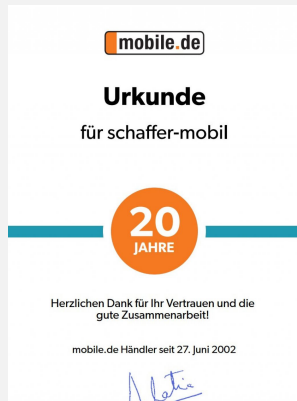 mobile.de
Urkunde
für schaffer-mobil
20
JAHRE
Herzlichen Dank für Ihr Vertrauen und die
gute Zusammenarbeit!
mobile.de Händler seit 27. Juni 2002